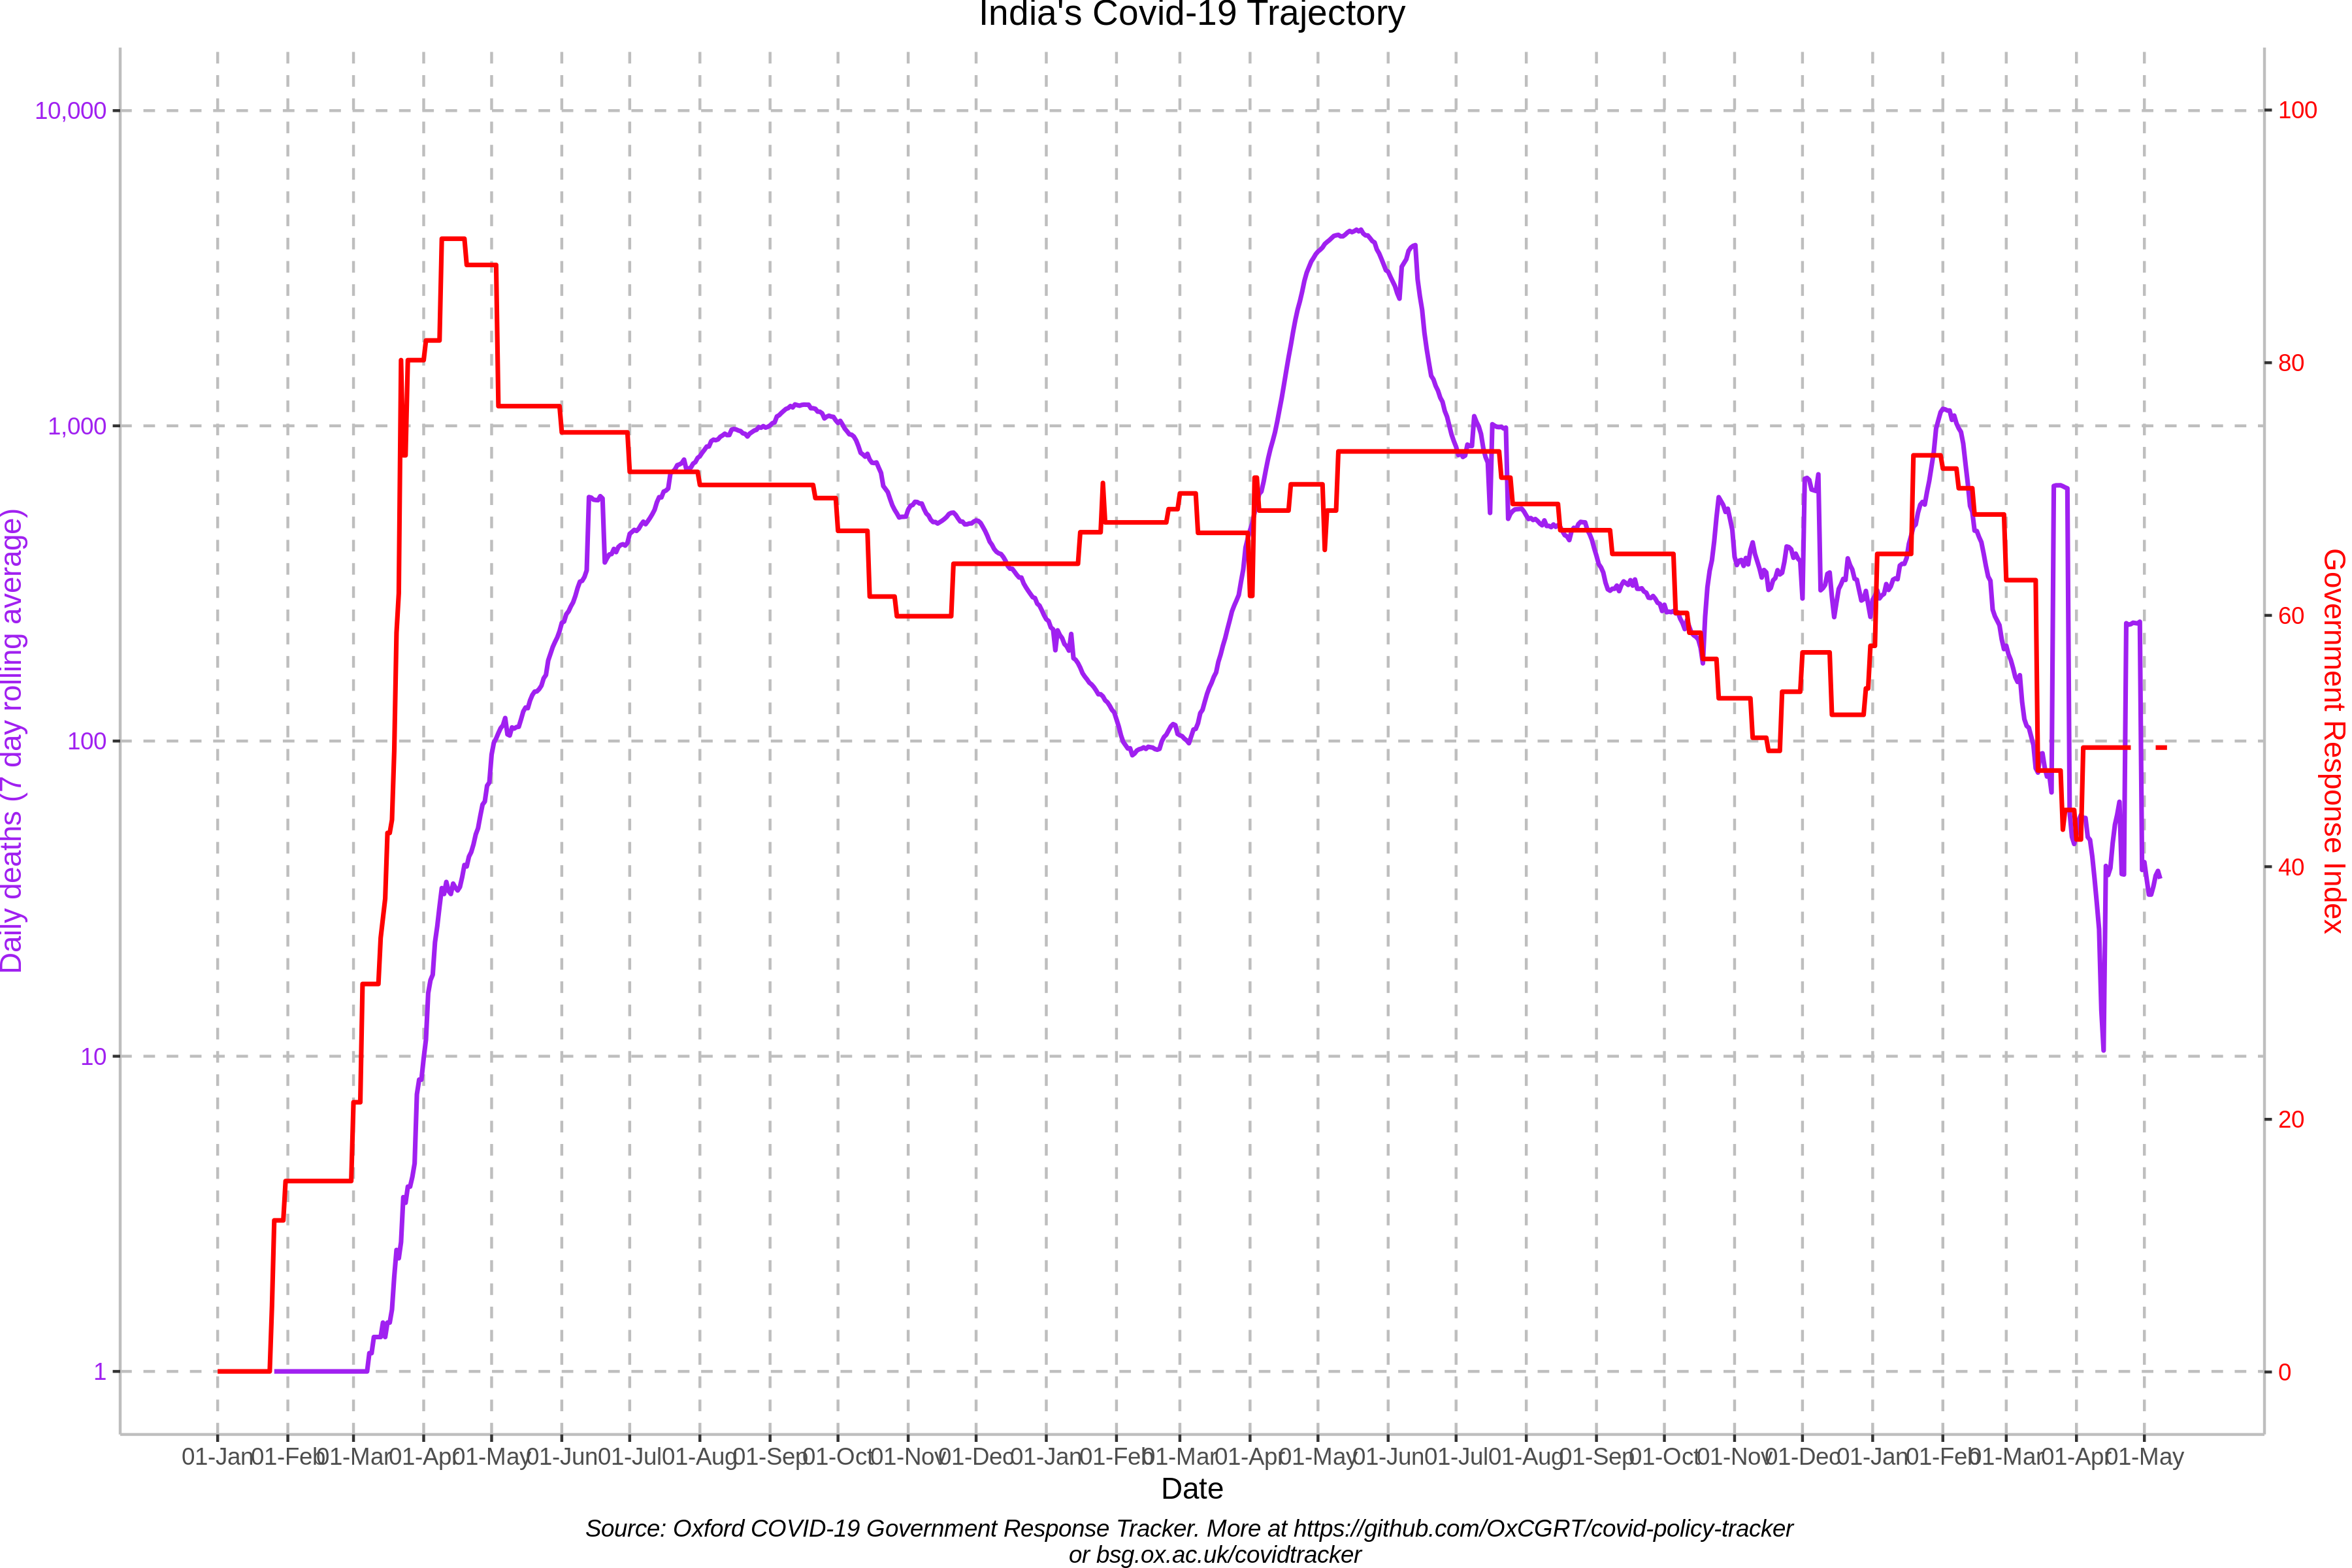 India's Covid-19 Trajectory
10,000
1,000
100
10
1
Daily deaths (7 day rolling average)
100
80
60
40
20
0
Government Response Index
01-Jan 01-Feb 01-Mar 01-Apr 01-May 01-Jun 01-Jul 01-Aug 01-Sep 01-Oct 01-Nov 01-Dec 01-Jan 01-Feb 01-Mar 01-Apr 01-May 01-Jun 01-Jul 01-Aug 01-Sep 01-Oct 01-Nov 01-Dec 01-Jan 01-Feb 01-Mar 01-Apr 01-May
Date
Source: Oxford COVID-19 Government Response Tracker. More at https://github.com/OxCGRT/covid-policy-tracker
or bsg.ox.ac.uk/covidtracker